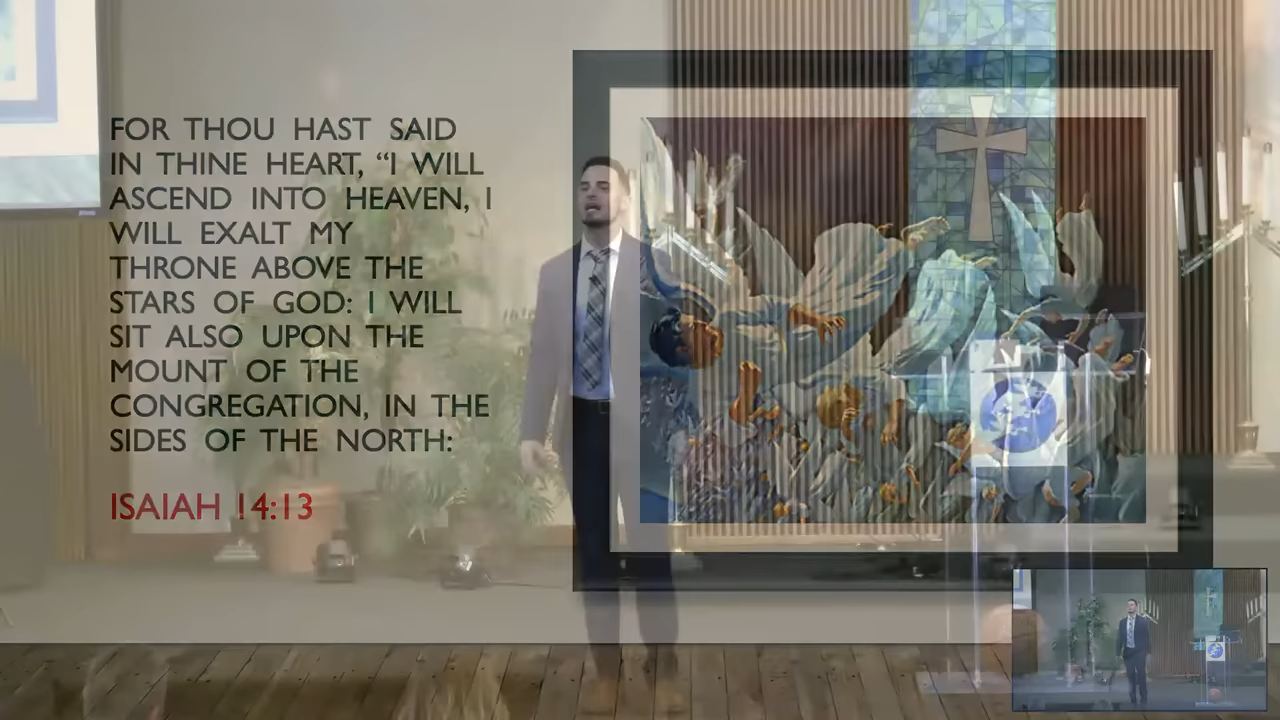 FOR THOU HAST SAID
IN THINE HEART, “I WILL
ASCEND INTO HEAVEN, I
WILL EXALT MY
THRONE ABOVE THE
STARS OF GOD: I WILL
SIT ALSO UPON THE
MOUNT OF THE
CONGREGATION, IN THE
SIDES OF THE NORTH:
ISAIAH 14:13